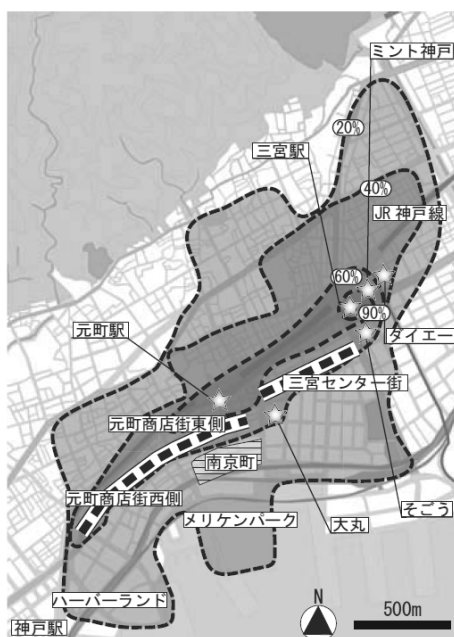 ミント神戸
20%
三宮駅
40%
JR神戸線
60%
90%
ダイエー
元町駅
三宮センター街
元町商店街東側
南京町
元町商店街西側
そごう
メリケンパーク
大丸
ハーバーランド
N
500m
神戸駅